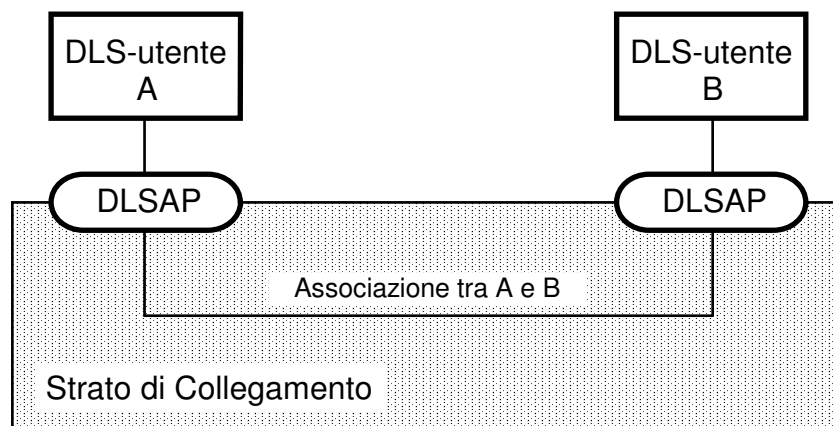 DLS-utente
A
DLS-utente
B
DLSAP
DLSAP
Associazione tra A e B
Strato di Collegamento